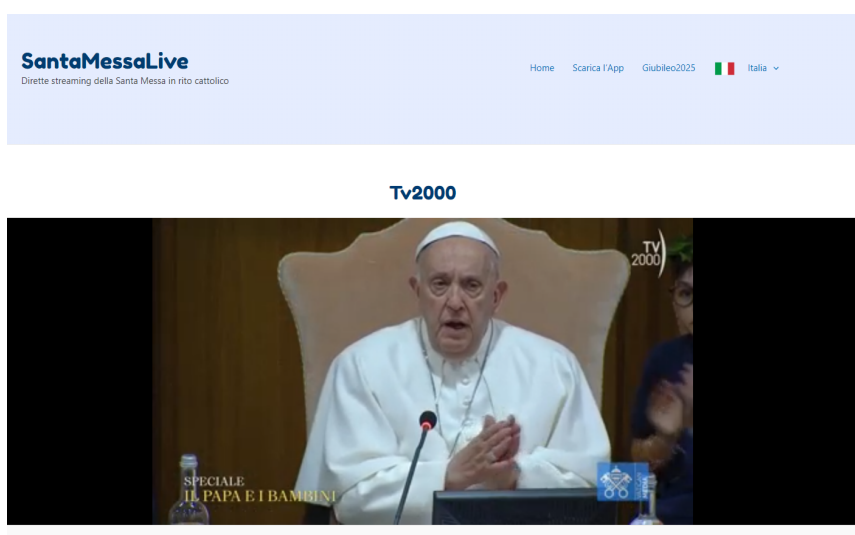 SantaMessaLive
Dirette streaming della Santa Messa in rito cattolico
Home
Scarica l'App
Giubileo2025
Italia
Tv2000
TV
2000
SPECIALE
IL PAPA E I BAMBINI